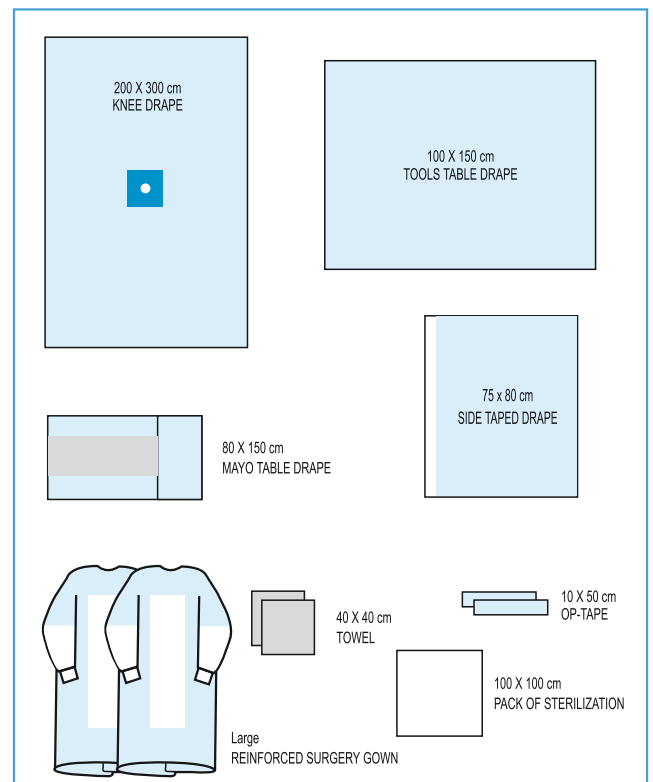 200 X 300 cm
KNEE DRAPE
100 X 150 cm
TOOLS TABLE DRAPE
75 x 80 cm
SIDE TAPED DRAPE
80 X 150 cm
MAYO TABLE DRAPE
40 X 40 cm
TOWEL
10 X 50 cm
OP-TAPE
100 X 100 cm
PACK OF STERILIZATION
Large
REINFORCED SURGERY GOWN